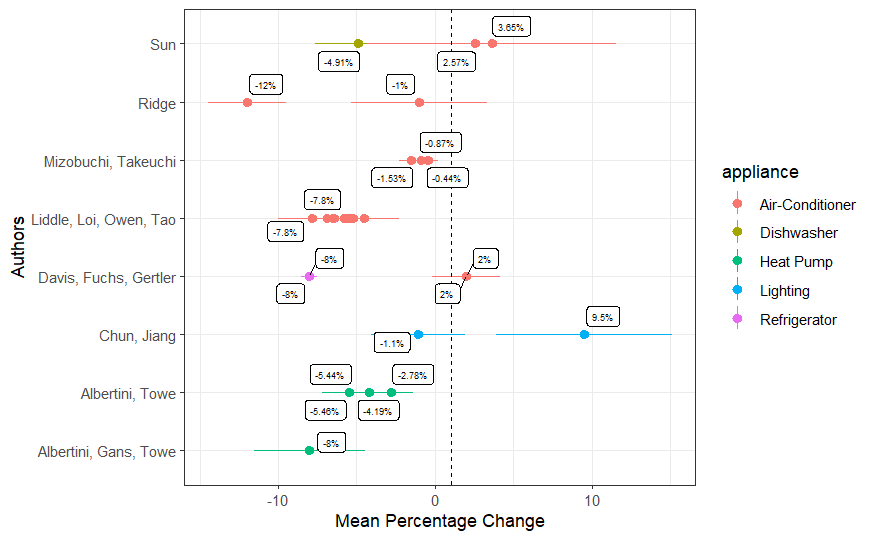 Sun
3.65%
-4.91%
2.57%
Ridge
-12%
-1%
Mizobuchi, Takeuchi
-0.87%
-1.53%
-0.44%
Liddle, Loi, Owen, Tao
-7.8%
-7.8%
Davis, Fuchs, Gertler
-8%
2%
-8%
2%
Chun, Jiang
9.5%
-1.1%
Albertini, Towe
-5.44%
-2.78%
-5.46%
-4.19%
Albertini, Gans, Towe
-8%
-10
0
10
Mean Percentage Change
Authors
appliance
Air-Conditioner
Dishwasher
Heat Pump
Lighting
Refrigerator